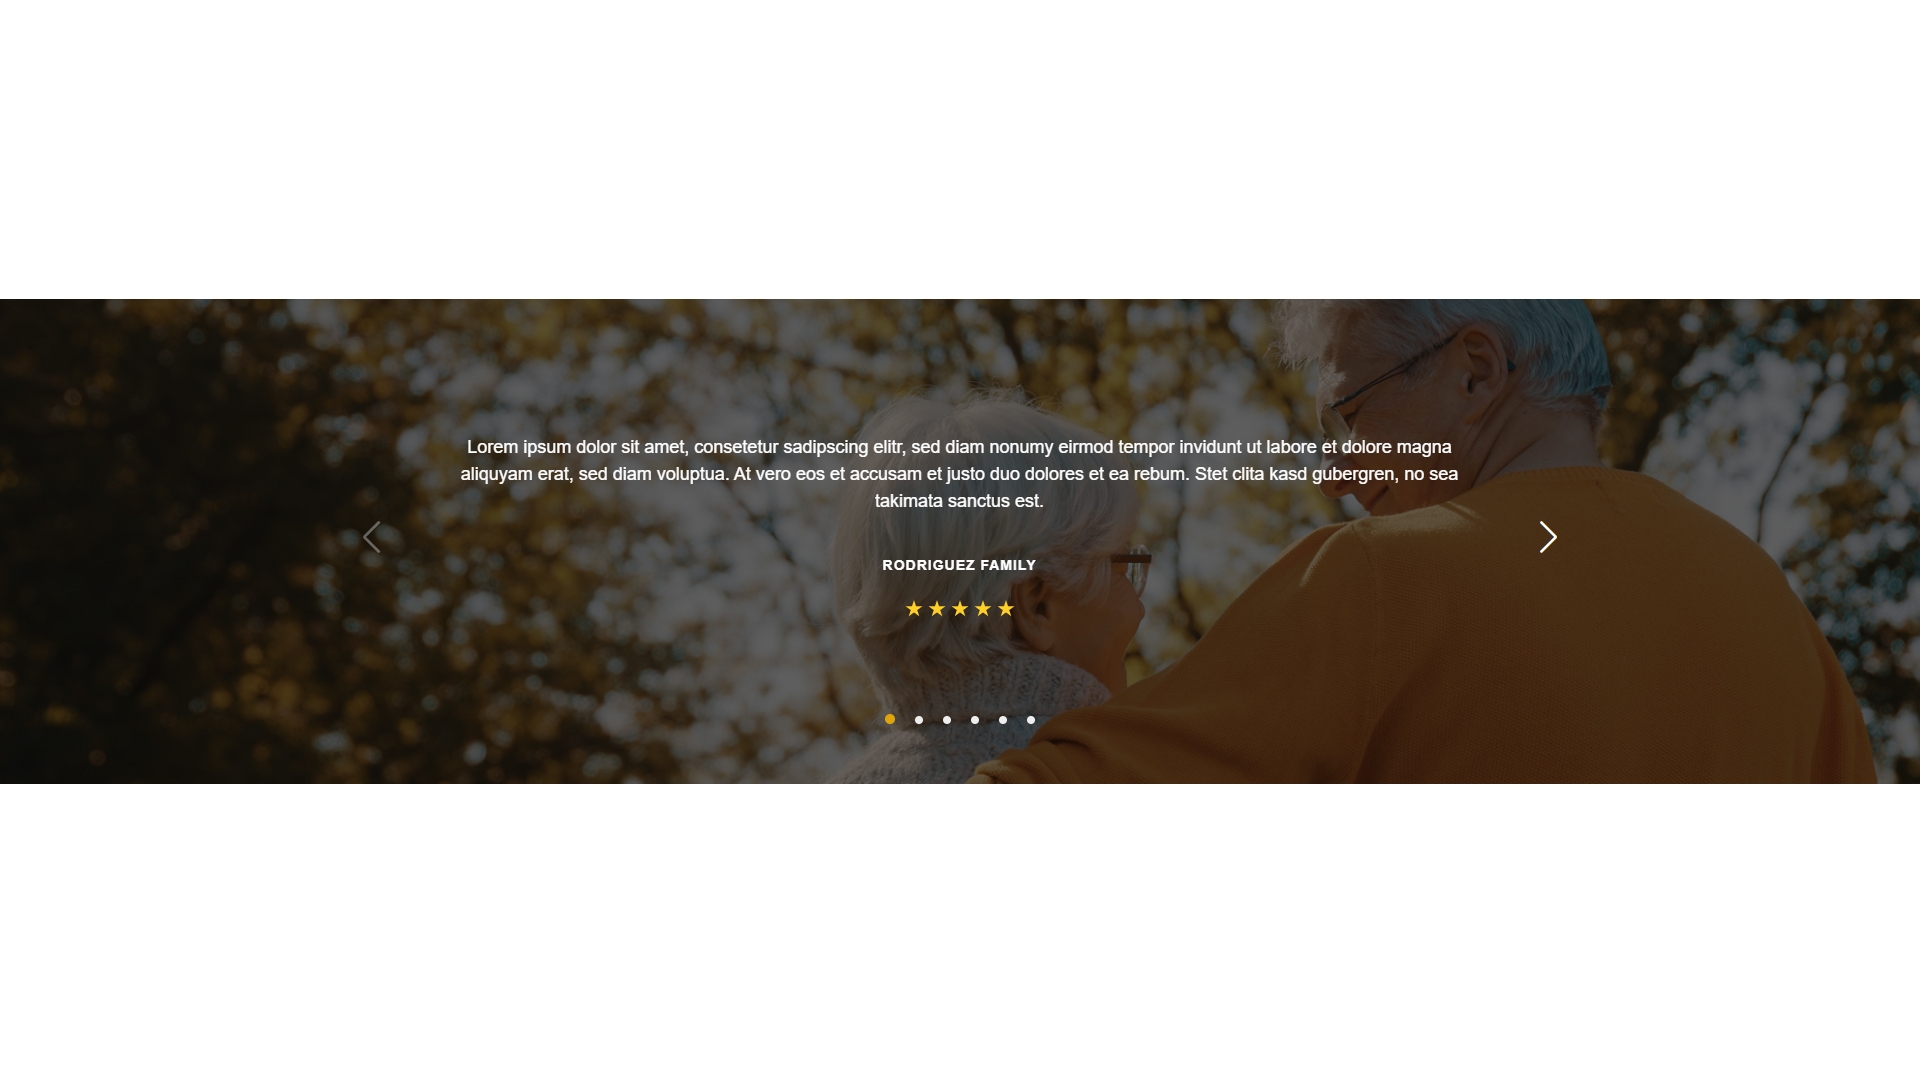 Lorem ipsum dolor sit amet, consetetur sadipscing elitr, sed diam nonumy eirmod tempor invidunt ut labore et dolore magna
aliquyam erat, sed diam voluptua. At vero eos et accusam et justo duo dolores et ea rebum. Stet clita kasd gubergren, no sea
takimata sanctus est.
RODRIGUEZ FAMILY
★★★★★